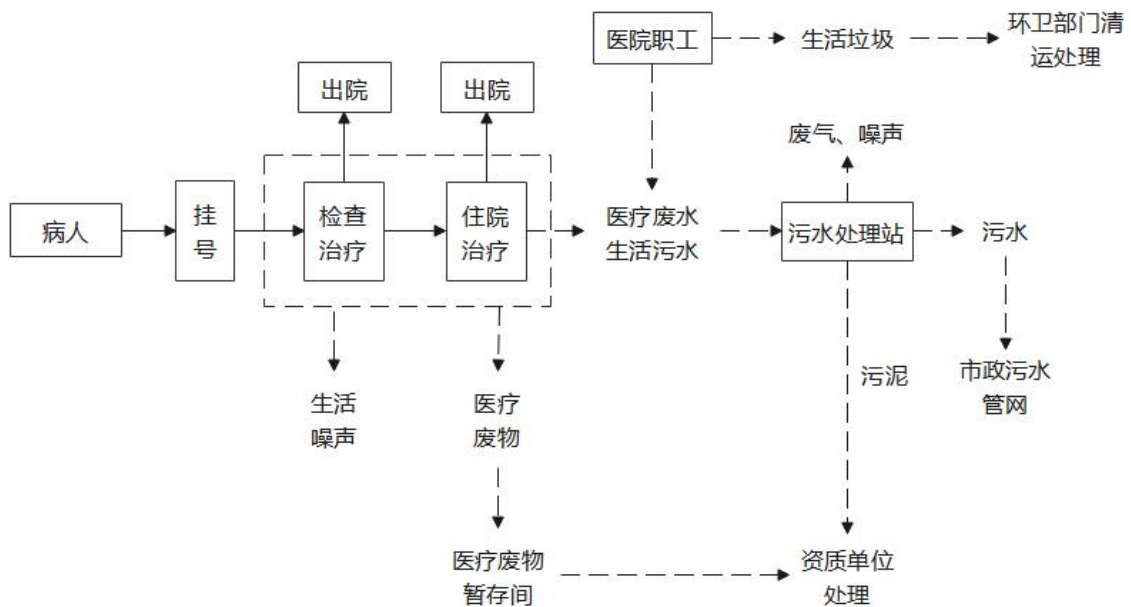 医院职工
生活垃圾
环卫部门清
运处理
出院
出院
废气、噪声
病人
挂
号
检查
治疗
住院
治疗
医疗废水
生活污水
污水处理站
污水
生活
噪声
医疗
废物
污泥
市政污水
管网
医疗废物
暂存间
资质单位
处理